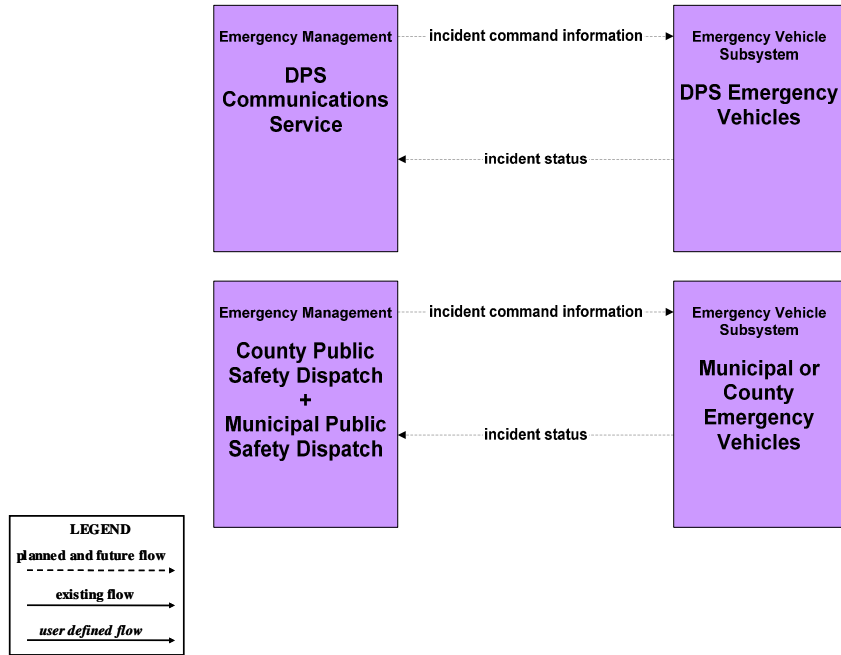 Emergency Management
DPS
Communications
Service
incident command information
incident status
Emergency Vehicle
Subsystem
DPS Emergency
Vehicles
Emergency Management
County Public
Safety Dispatch
+
Municipal Public
Safety Dispatch
incident command information
incident status
Emergency Vehicle
Subsystem
Municipal or
County
Emergency
Vehicles
LEGEND
planned and future flow
existing flow
user defined flow